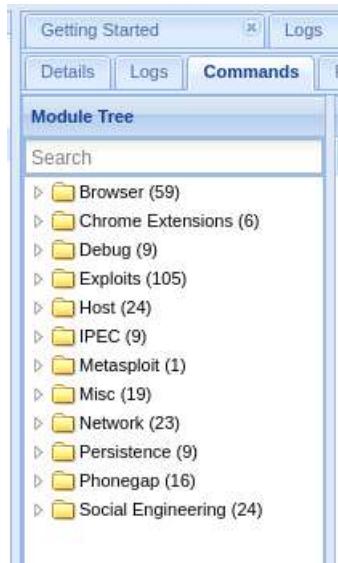 Getting Started Logs
Details Logs Commands
Module Tree
Search
Browser (59)
Chrome Extensions (6)
Debug (9)
Exploits (105)
Host (24)
IPEC (9)
Metasploit (1)
Misc (19)
Network (23)
Persistence (9)
Phonegap (16)
Social Engineering (24)